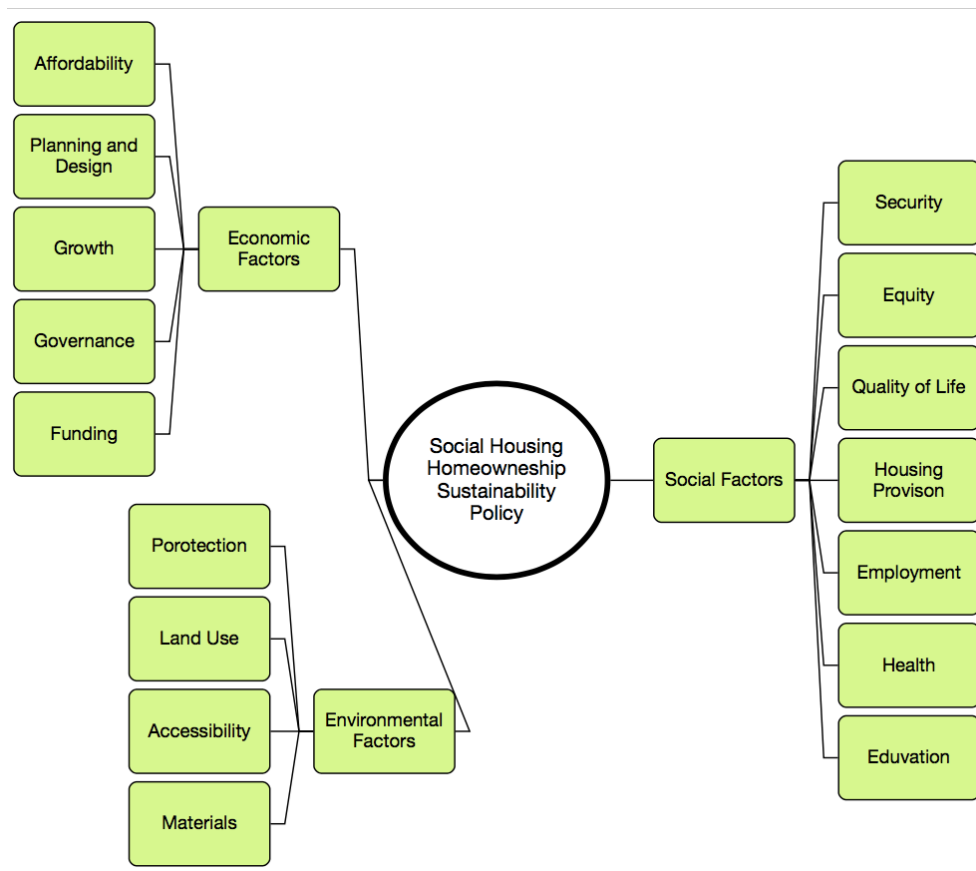 Affordability
Planning and
Design
Growth
Governance
Funding
Economic
Factors
Social Housing
Homeowneship
Sustainability
Policy
Porotection
Land Use
Accessibility
Materials
Environmental
Factors
Social Factors
Security
Equity
Quality of Life
Housing
Provison
Employment
Health
Eduvation